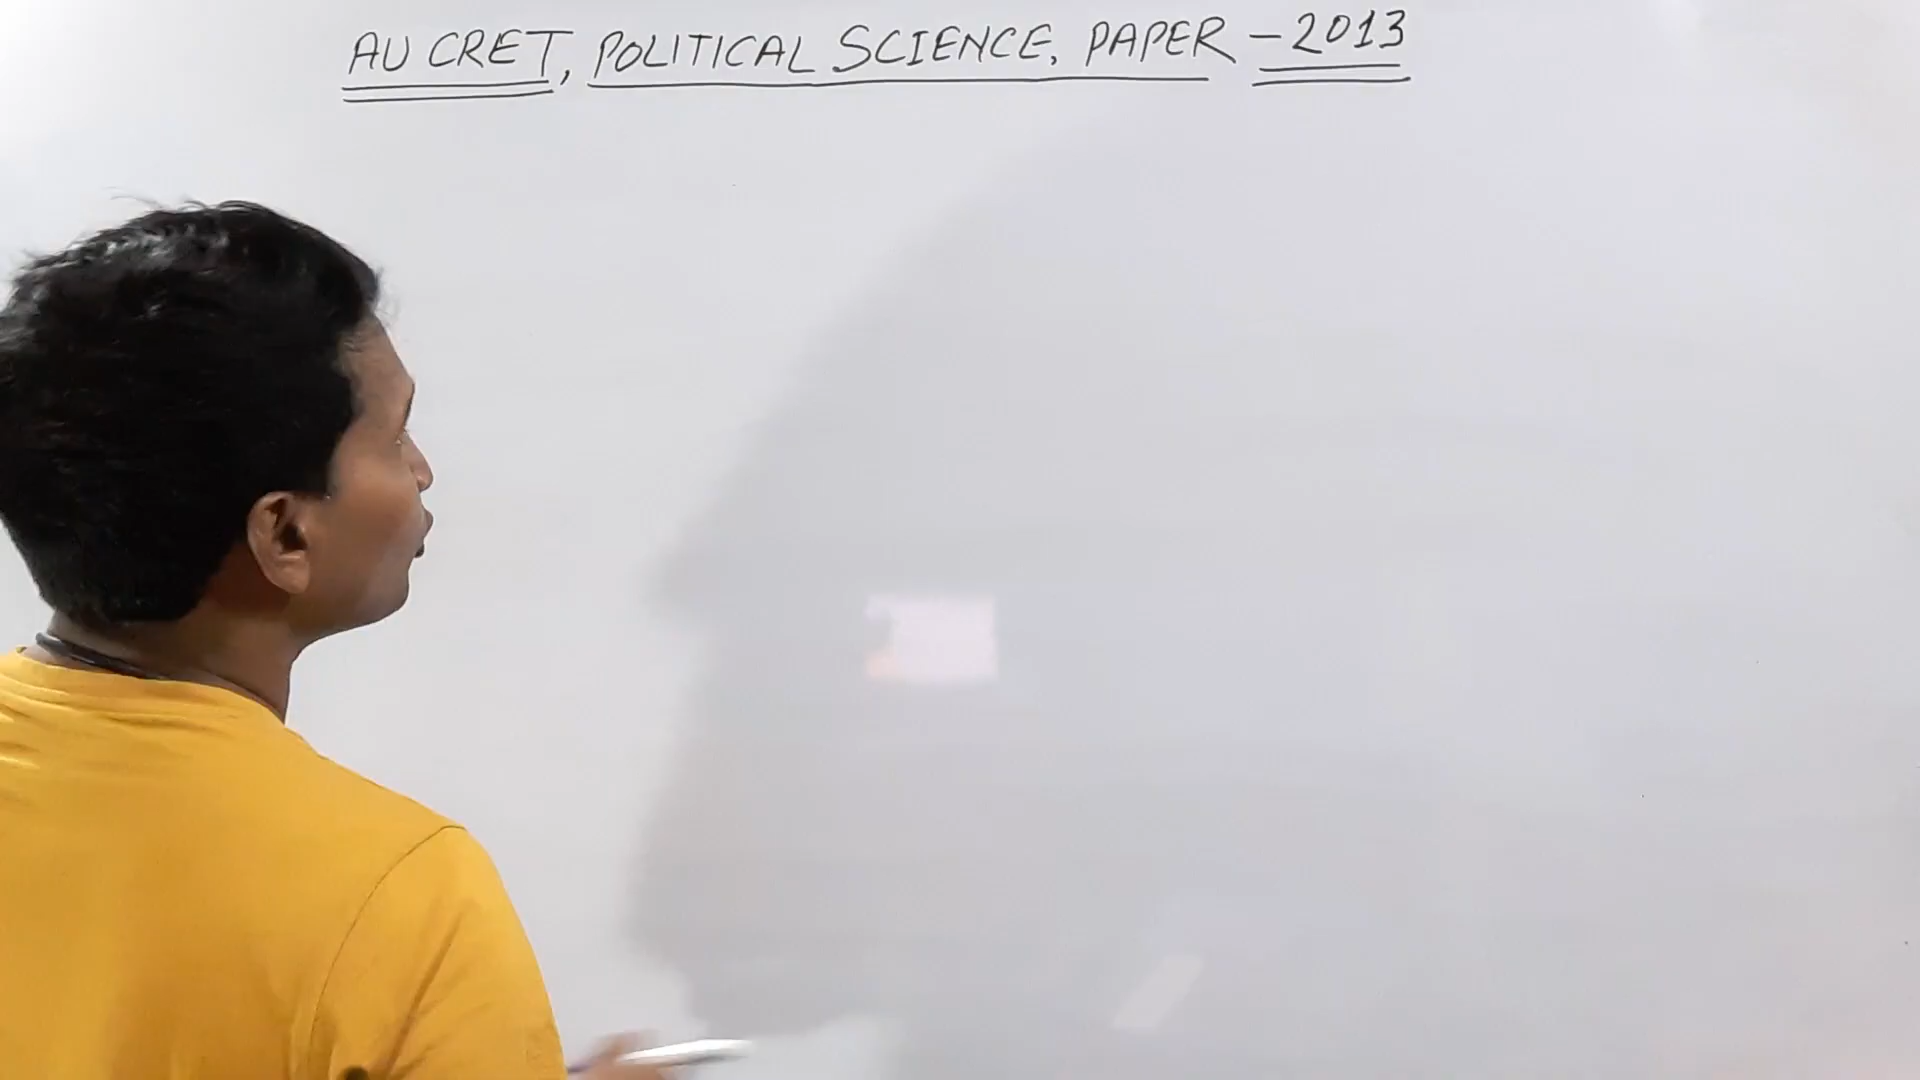 AU CRET, POLITICAL SCIENCE, PAPER - 2013